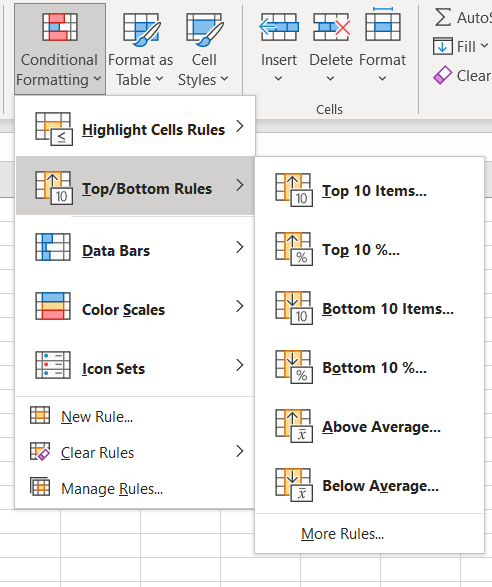 Conditional
Formatting
Format as
Table
Cell
Styles
Insert
Delete
Format
Cells
Fill
Clear
Highlight Cells Rules
Top/Bottom Rules
Data Bars
Color Scales
Icon Sets
New Rule...
Clear Rules
Manage Rules...
10
Top 10 Items...
%
Top 10 %...
10
Bottom 10 Items...
%
Bottom 10 %...
x̄
Above Average...
x̄
Below Average...
More Rules...